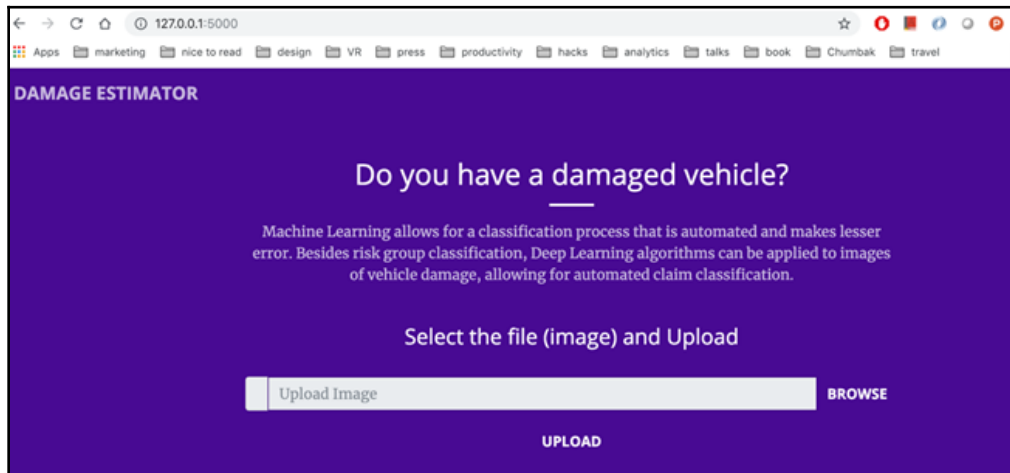 127.0.0.1:5000
Apps marketing nice to read design VR press productivity hacks analytics talks book Chumbak travel
DAMAGE ESTIMATOR
Do you have a damaged vehicle?
Machine Learning allows for a classification process that is automated and makes lesser
error. Besides risk group classification, Deep Learning algorithms can be applied to images
of vehicle damage, allowing for automated claim classification.
Select the file (image) and Upload
Upload Image BROWSE
UPLOAD